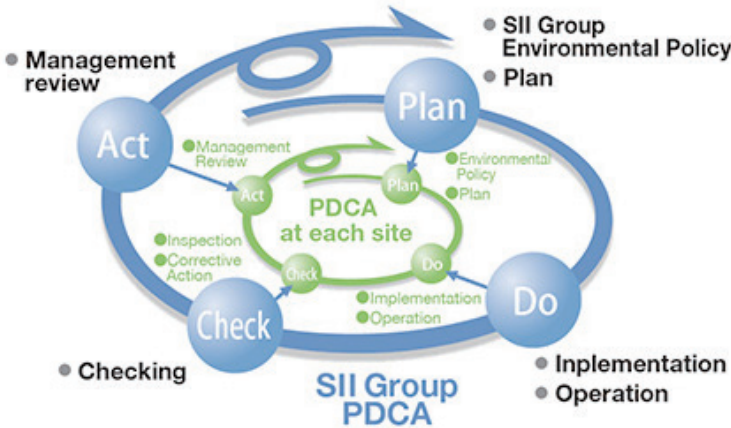 ● SII Group
Environmental Policy
● Plan
● Management
review
Plan
Act
● Management
Review
● Environmental
Policy
● Plan
Plan
Act
PDCA
at each site
● Inspection
● Corrective
Action
Check
Do
● Implementation
● Operation
Check
Do
● Checking
● Inplementation
● Operation
SII Group
PDCA